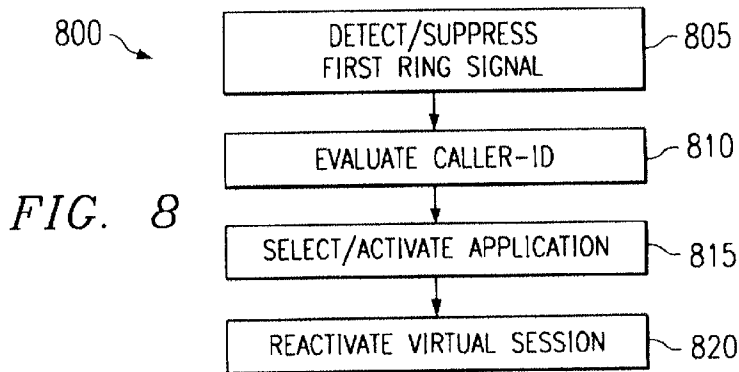 800
DETECT/SUPPRESS
FIRST RING SIGNAL
805
EVALUATE CALLER-ID
810
FIG. 8
SELECT/ACTIVATE APPLICATION
815
REACTIVATE VIRTUAL SESSION
820